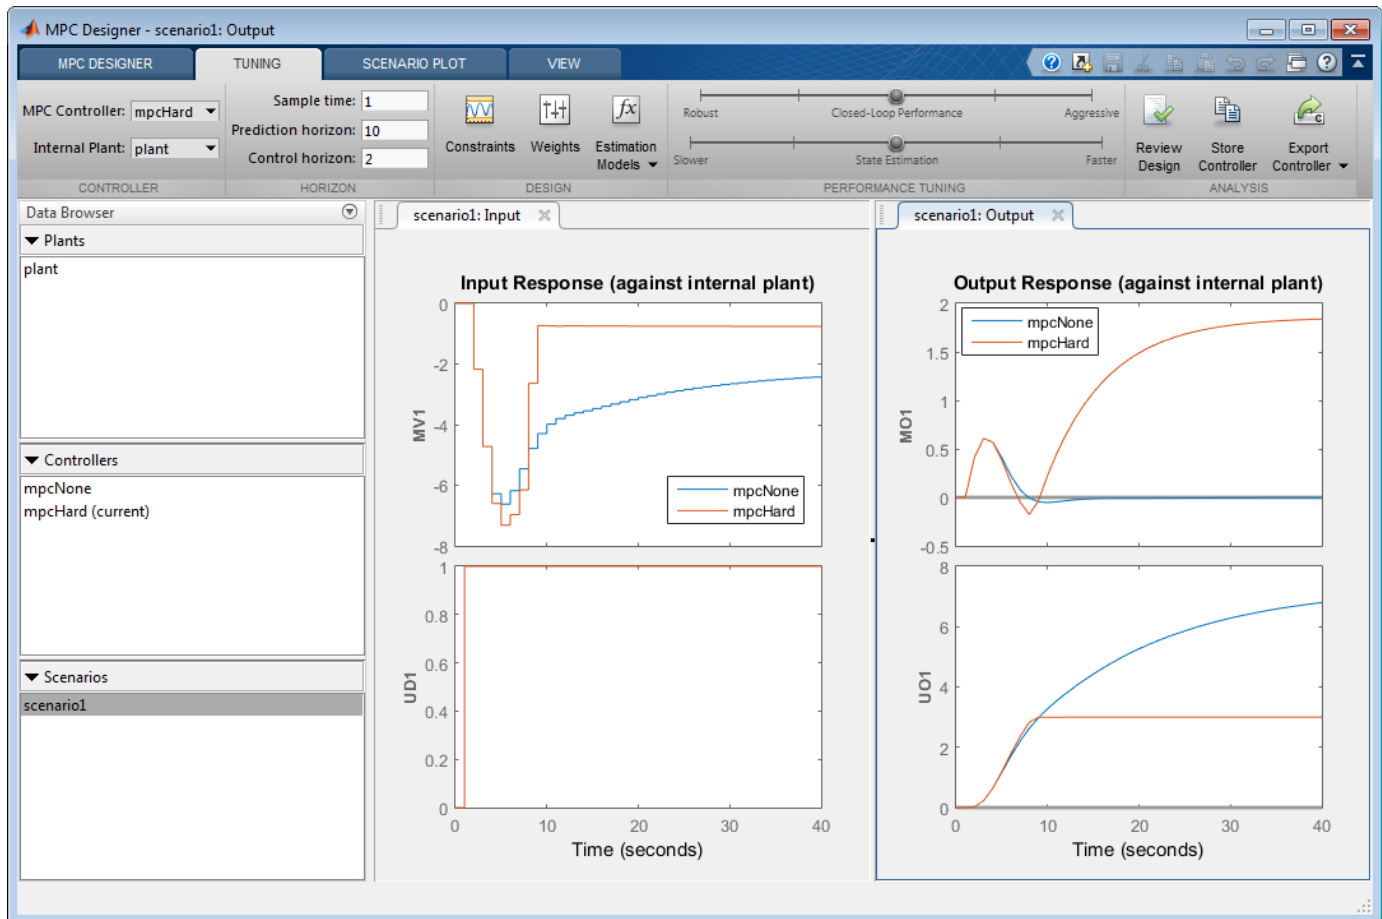 MPC Designer - scenario1: Output
MPC DESIGNER TUNING SCENARIO PLOT VIEW
MPC Controller: mpcHard
Internal Plant: plant
CONTROLLER
Sample time: 1
Prediction horizon: 10
Control horizon: 2
HORIZON
Constraints
Weights
Estimation
Models
DESIGN
Robust Closed-Loop Performance Aggressive
Slower State Estimation Faster
PERFORMANCE TUNING
Review
Design
Store
Controller
Export
Controller
ANALYSIS
Data Browser
Plants
plant
Controllers
mpcNone
mpcHard (current)
Scenarios
scenario1
scenario1: Input
Input Response (against internal plant)
0
-2
-4
-6
-8
MV1
mpcNone
mpcHard
1
0.8
0.6
0.4
0.2
0
UD1
0 10 20 30 40
Time (seconds)
scenario1: Output
Output Response (against internal plant)
2
1.5
1
0.5
0
-0.5
MO1
mpcNone
mpcHard
8
6
4
2
0
UO1
0 10 20 30 40
Time (seconds)